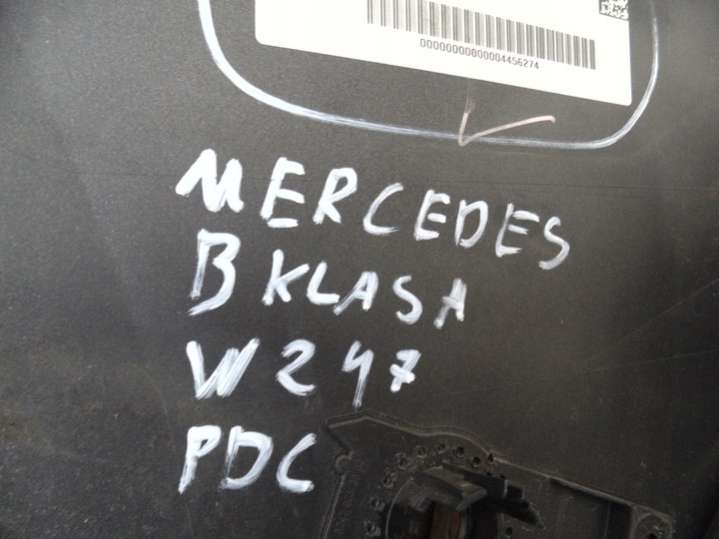 00000000000004456274
MERCEDES
B KLASA
W247
PDC